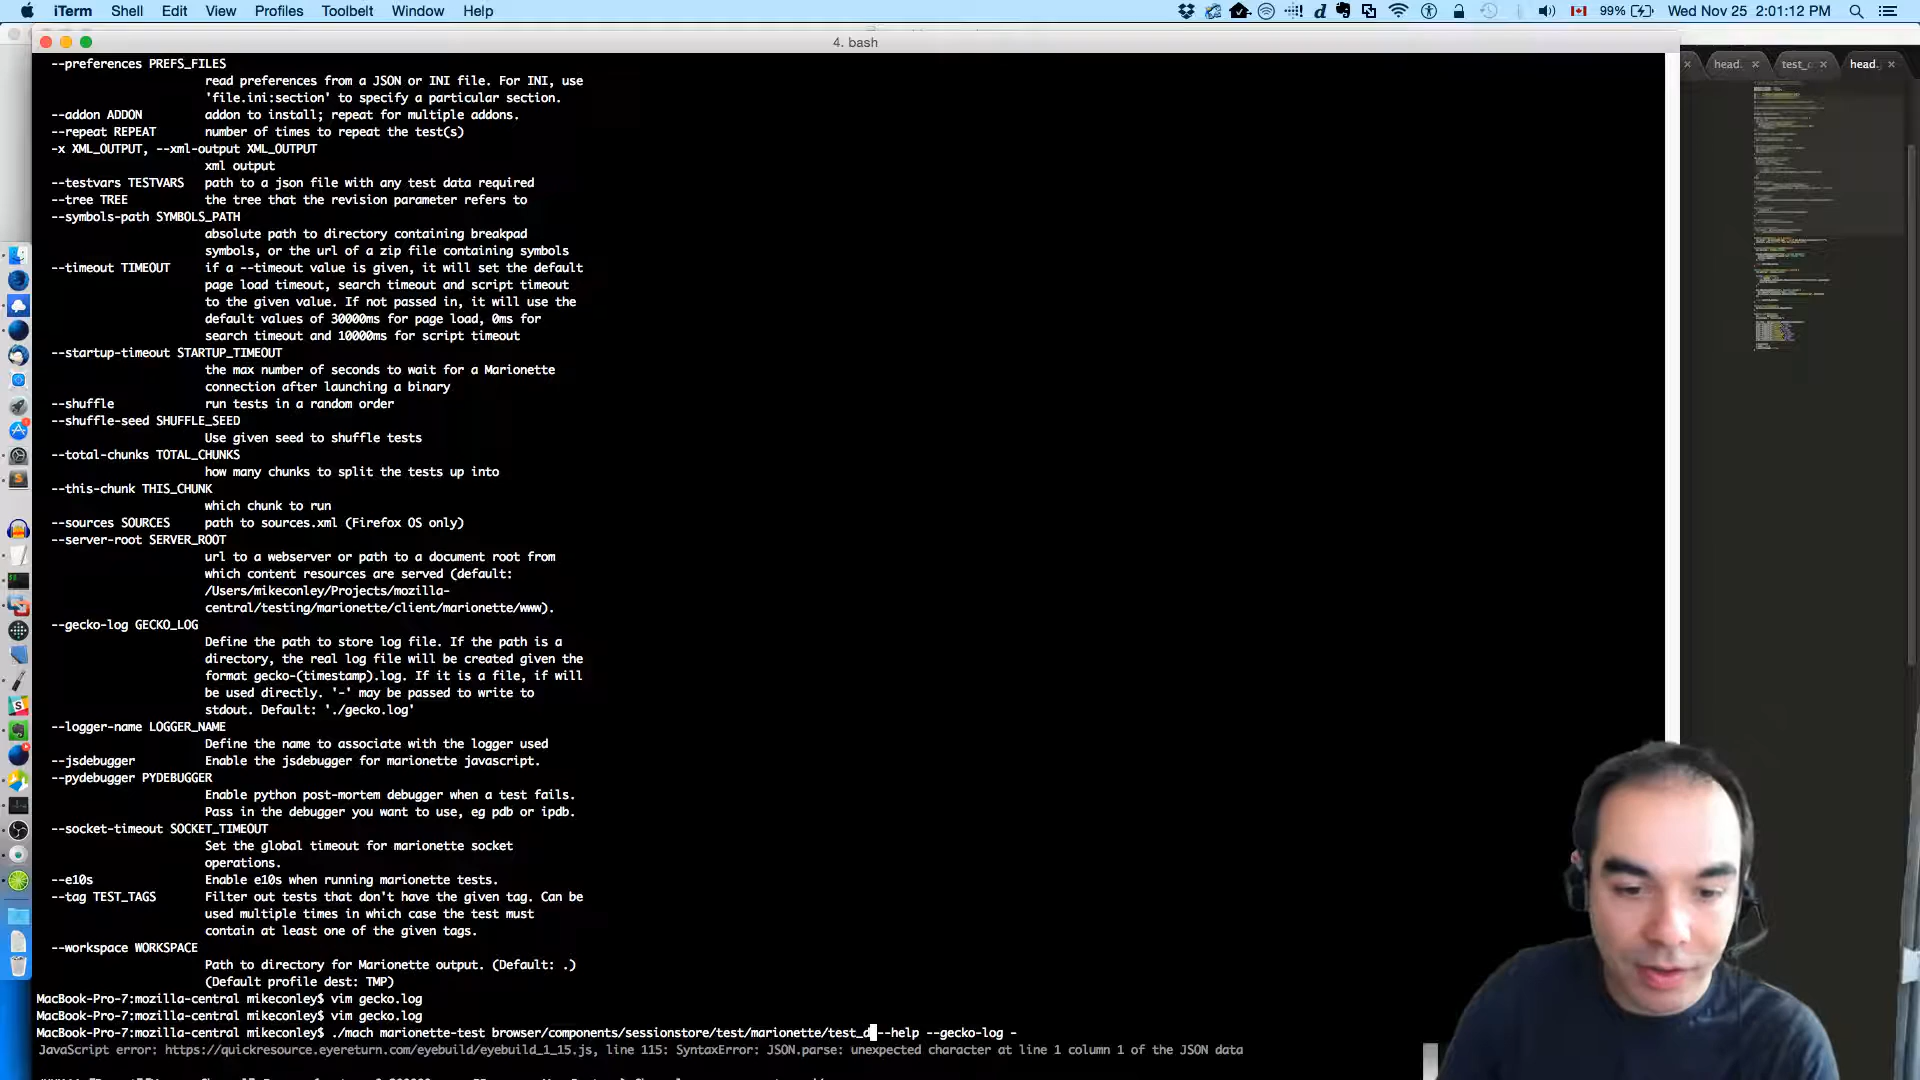 iTerm Shell Edit View Profiles Toolbelt Window Help
99% Wed Nov 25 2:01:12 PM
4. bash
head. test_ head.
--preferences PREFS_FILES
read preferences from a JSON or INI file. For INI, use
'file.ini:section' to specify a particular section.
--addon ADDON addon to install; repeat for multiple addons.
--repeat REPEAT number of times to repeat the test(s)
-x XML_OUTPUT, --xml-output XML_OUTPUT
xml output
--testvars TESTVARS path to a json file with any test data required
--tree TREE the tree that the revision parameter refers to
--symbols-path SYMBOLS_PATH
absolute path to directory containing breakpad
symbols, or the url of a zip file containing symbols
--timeout TIMEOUT if a --timeout value is given, it will set the default
page load timeout, search timeout and script timeout
to the given value. If not passed in, it will use the
default values of 30000ms for page load, 0ms for
search timeout and 10000ms for script timeout
--startup-timeout STARTUP_TIMEOUT
the max number of seconds to wait for a Marionette
connection after launching a binary
--shuffle run tests in a random order
--shuffle-seed SHUFFLE_SEED
Use given seed to shuffle tests
--total-chunks TOTAL_CHUNKS
how many chunks to split the tests up into
--this-chunk THIS_CHUNK
which chunk to run
--sources SOURCES path to sources.xml (Firefox OS only)
--server-root SERVER_ROOT
url to a webserver or path to a document root from
which content resources are served (default:
/Users/mikeconley/Projects/mozilla-
central/testing/marionette/client/marionette/www).
--gecko-log GECKO_LOG
Define the path to store log file. If the path is a
directory, the real log file will be created given the
format gecko-(timestamp).log. If it is a file, if will
be used directly. '-' may be passed to write to
stdout. Default: './gecko.log'
--logger-name LOGGER_NAME
Define the name to associate with the logger used
--jsdebugger Enable the jsdebugger for marionette javascript.
--pydebugger PYDEBUGGER
Enable python post-mortem debugger when a test fails.
Pass in the debugger you want to use, eg pdb or ipdb.
--socket-timeout SOCKET_TIMEOUT
Set the global timeout for marionette socket
operations.
--e10s Enable e10s when running marionette tests.
--tag TEST_TAGS Filter out tests that don't have the given tag. Can be
used multiple times in which case the test must
contain at least one of the given tags.
--workspace WORKSPACE
Path to directory for Marionette output. (Default: .)
(Default profile dest: TMP)
MacBook-Pro-7:mozilla-central mikeconley$ vim gecko.log
MacBook-Pro-7:mozilla-central mikeconley$ vim gecko.log
MacBook-Pro-7:mozilla-central mikeconley$ ./mach marionette-test browser/components/sessionstore/test/marionette/test_d --help --gecko-log -
JavaScript error: https://quickresource.eyereturn.com/eyebuild/eyebuild_1_15.js, line 115: SyntaxError: JSON.parse: unexpected character at line 1 column 1 of the JSON data